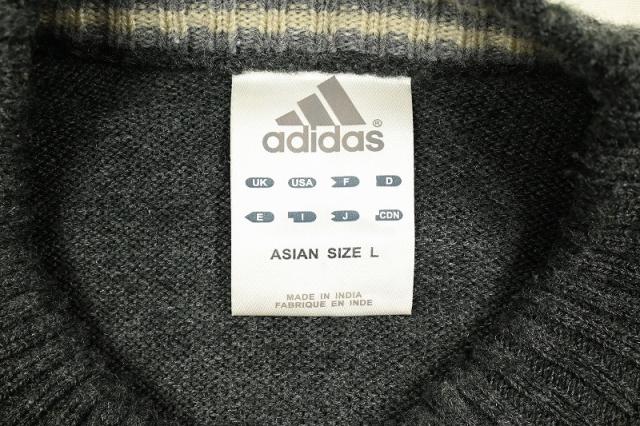 adidas®
UK USA F D
E I J CDN
ASIAN SIZE L
MADE IN INDIA
FABRIQUE EN INDE